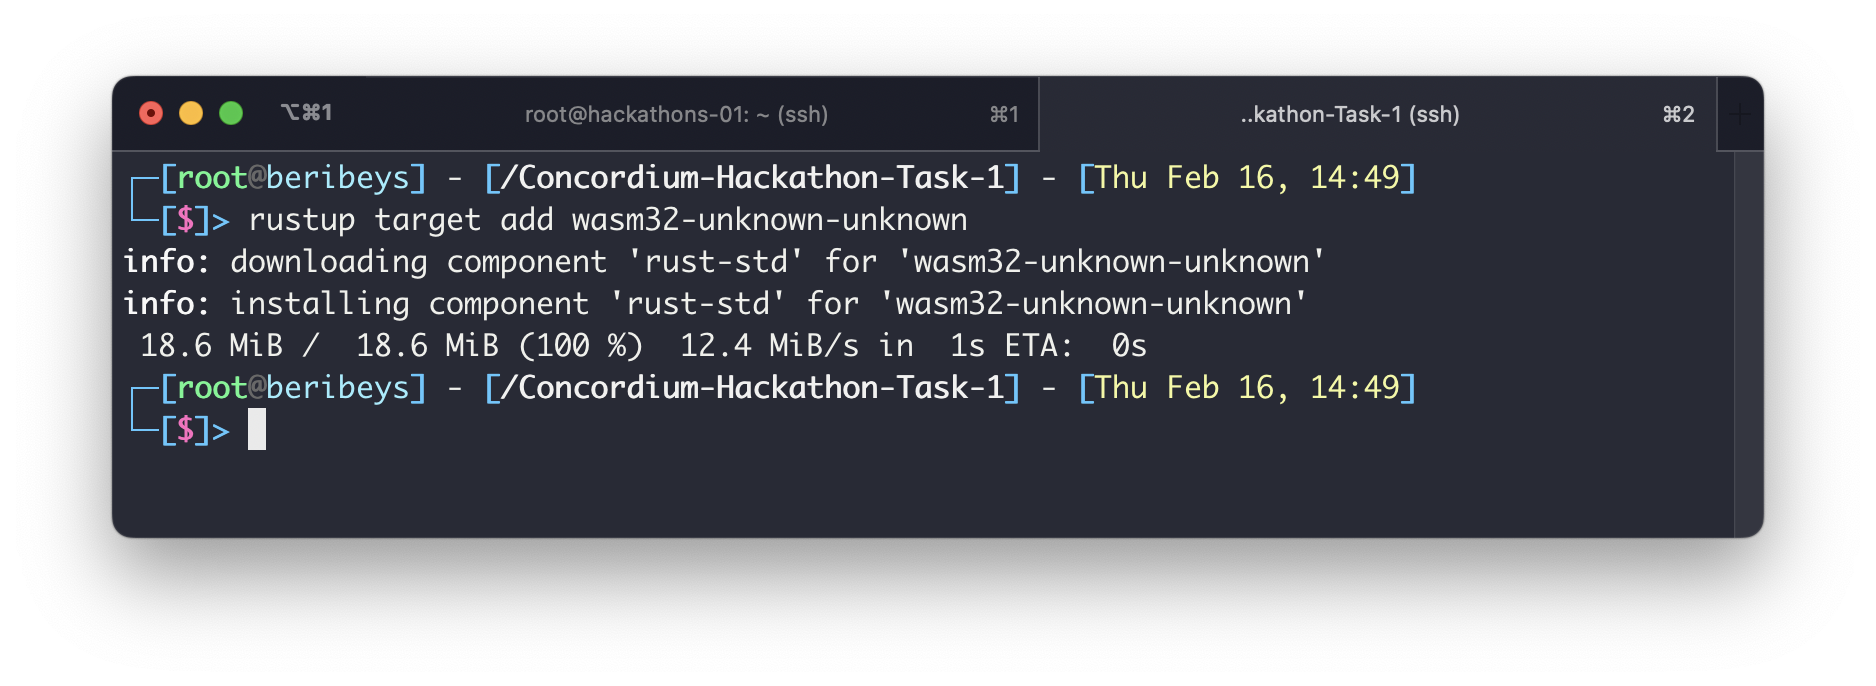 ⌥⌘1 root@hackathons-01: ~ (ssh) ⌘1 ..kathon-Task-1 (ssh) ⌘2 +
┌─[root@beribeys] - [/Concordium-Hackathon-Task-1] - [Thu Feb 16, 14:49]
└─[$]> rustup target add wasm32-unknown-unknown
info: downloading component 'rust-std' for 'wasm32-unknown-unknown'
info: installing component 'rust-std' for 'wasm32-unknown-unknown'
 18.6 MiB /  18.6 MiB (100 %)  12.4 MiB/s in  1s ETA:  0s
┌─[root@beribeys] - [/Concordium-Hackathon-Task-1] - [Thu Feb 16, 14:49]
└─[$]>